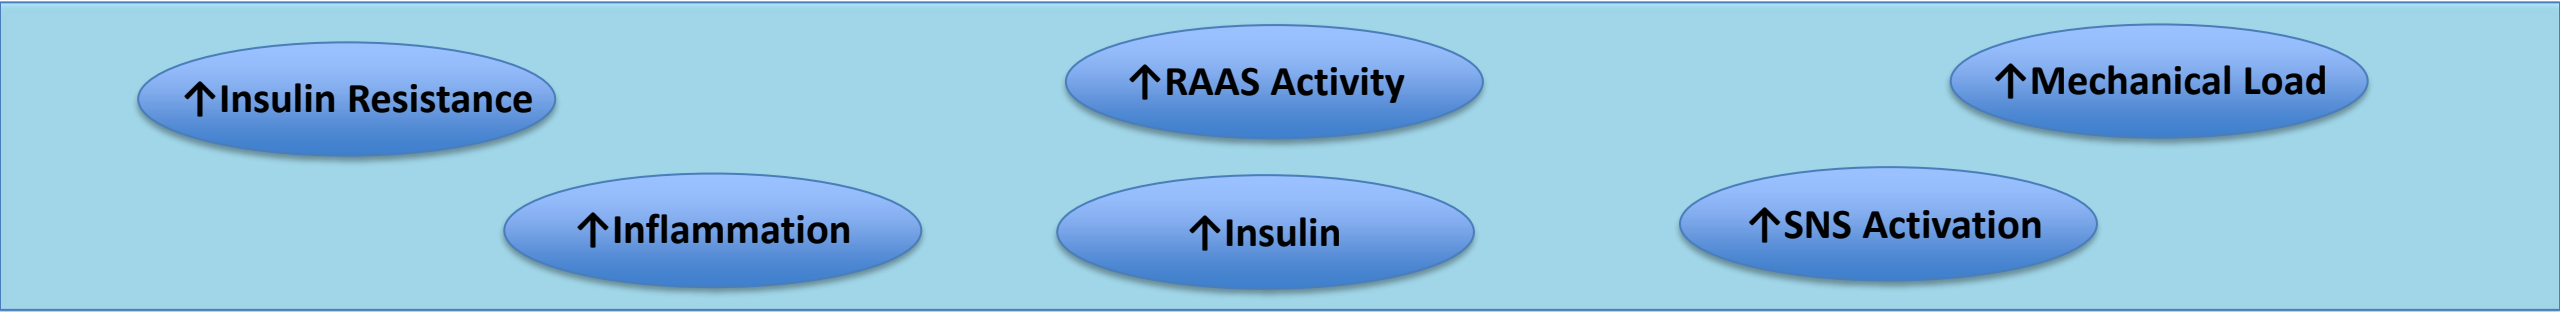 ↑Insulin Resistance
↑RAAS Activity
↑Mechanical Load
↑Inflammation
↑Insulin
↑SNS Activation